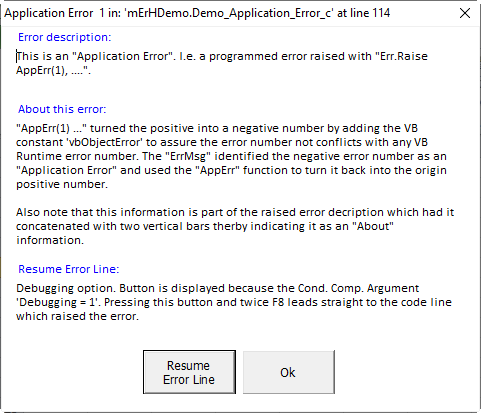 Application Error  1 in: 'mErHDemo.Demo_Application_Error_c' at line 114
Error description:
This is an "Application Error". I.e. a programmed error raised with "Err.Raise
AppErr(1), ....".
About this error:
"AppErr(1) ..." turned the positive into a negative number by adding the VB
constant 'vbObjectError' to assure the error number not conflicts with any VB
Runtime error number. The "ErrMsg" identified the negative error number as an
"Application Error" and used the "AppErr" function to turn it back into the origin
positive number.
Also note that this information is part of the raised error decription which had it
concatenated with two vertical bars therby indicating it as an "About"
information.
Resume Error Line:
Debugging option. Button is displayed because the Cond. Comp. Argument
'Debugging = 1'. Pressing this button and twice F8 leads straight to the code line
which raised the error.
Resume
Error Line
Ok